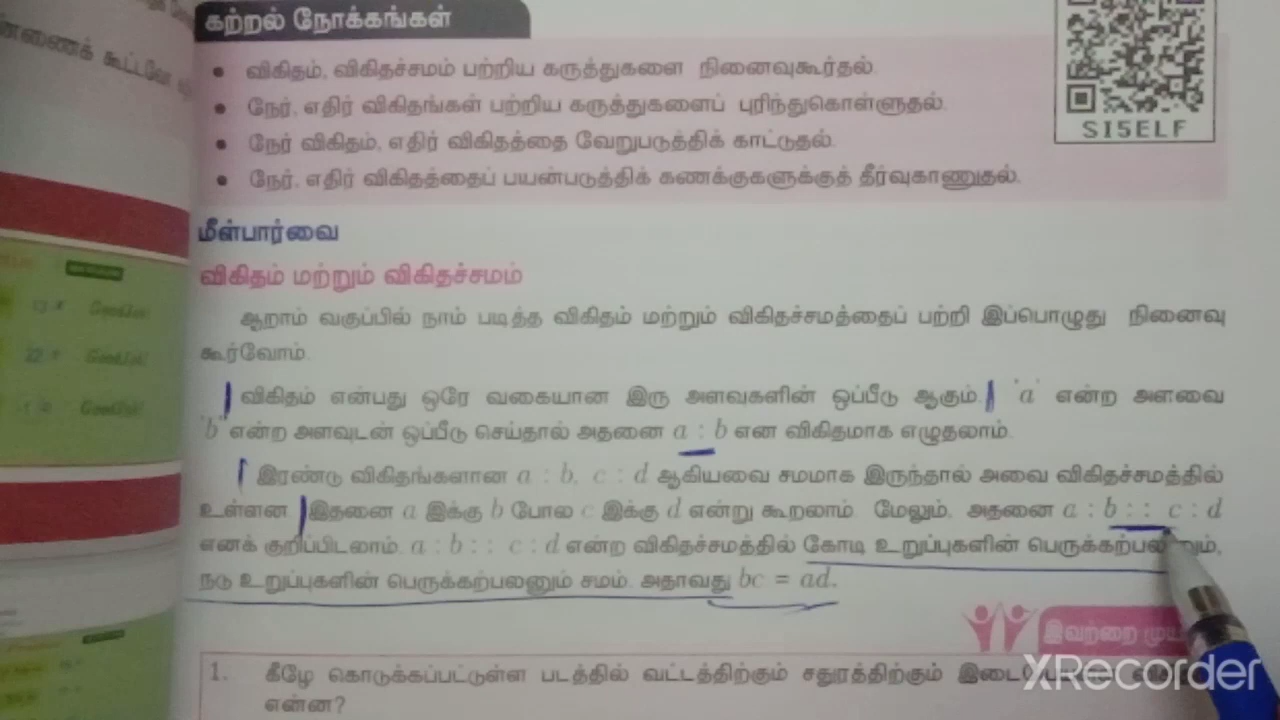 கற்றல் நோக்கங்கள்
• விகிதம், விகிதச்சமம் பற்றிய கருத்துகளை நினைவுகூர்தல்.
• நேர், எதிர் விகிதங்கள் பற்றிய கருத்துகளைப் புரிந்துகொள்ளுதல்.
• நேர் விகிதம், எதிர் விகிதத்தை வேறுபடுத்திக் காட்டுதல்.
• நேர், எதிர் விகிதத்தைப் பயன்படுத்திக் கணக்குகளுக்குத் தீர்வுகாணுதல்.
S15ELF
மீள்பார்வை
விகிதம் மற்றும் விகிதச்சமம்
ஆறாம் வகுப்பில் நாம் படித்த விகிதம் மற்றும் விகிதச்சமத்தைப் பற்றி இப்பொழுது நினைவு
கூர்வோம்.
விகிதம் என்பது ஒரே வகையான இரு அளவுகளின் ஒப்பீடு ஆகும். 'a' என்ற அளவை
'b' என்ற அளவுடன் ஒப்பீடு செய்தால் அதனை a : b என விகிதமாக எழுதலாம்.
இரண்டு விகிதங்களான a : b, c : d ஆகியவை சமமாக இருந்தால் அவை விகிதச்சமத்தில்
உள்ளன. இதனை a இக்கு b போல c இக்கு d என்று கூறலாம். மேலும், அதனை a : b : : c : d
எனக் குறிப்பிடலாம். a : b : : c : d என்ற விகிதச்சமத்தில் கோடி உறுப்புகளின்
நடு உறுப்புகளின் பெருக்கற்பலனும் சமம். அதாவது bc = ad.
இவற்றை
1. கீழே கொடுக்கப்பட்டுள்ள படத்தில் வட்டத்திற்கும் சதுரத்திற்கும்
என்ன?
XRecorder